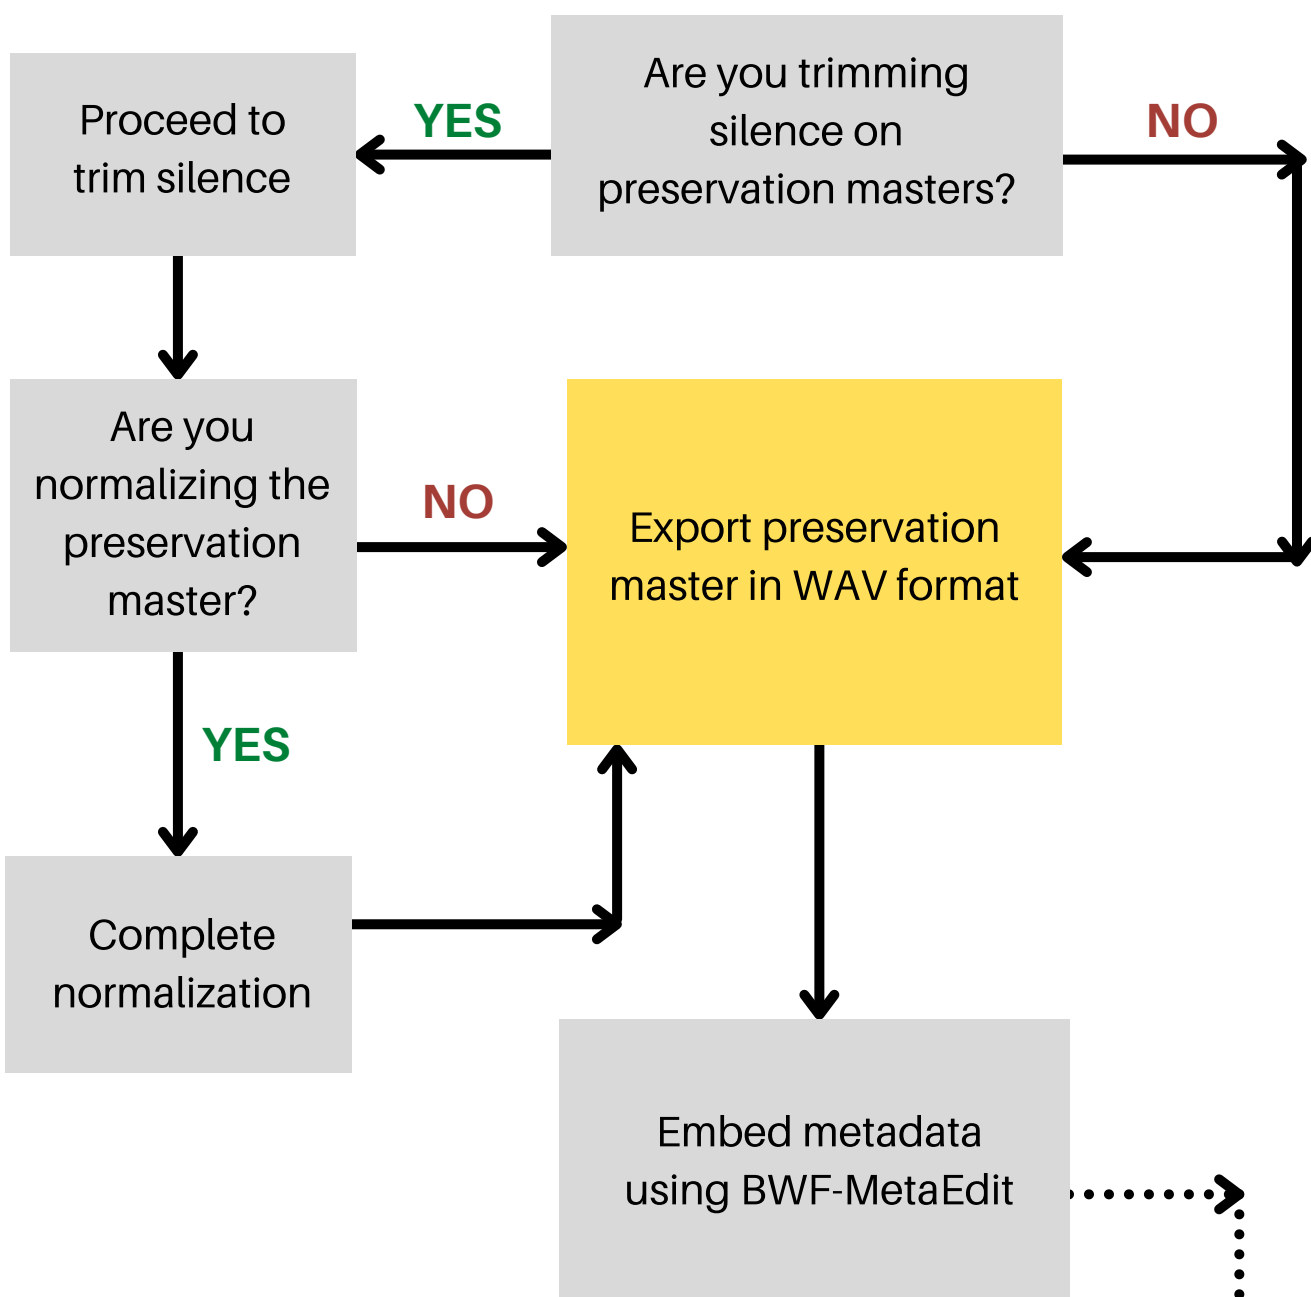 Are you trimming
silence on
preservation masters?
YES
NO
Proceed to
trim silence
Are you
normalizing the
preservation
master?
NO
YES
Export preservation
master in WAV format
Complete
normalization
Embed metadata
using BWF-MetaEdit